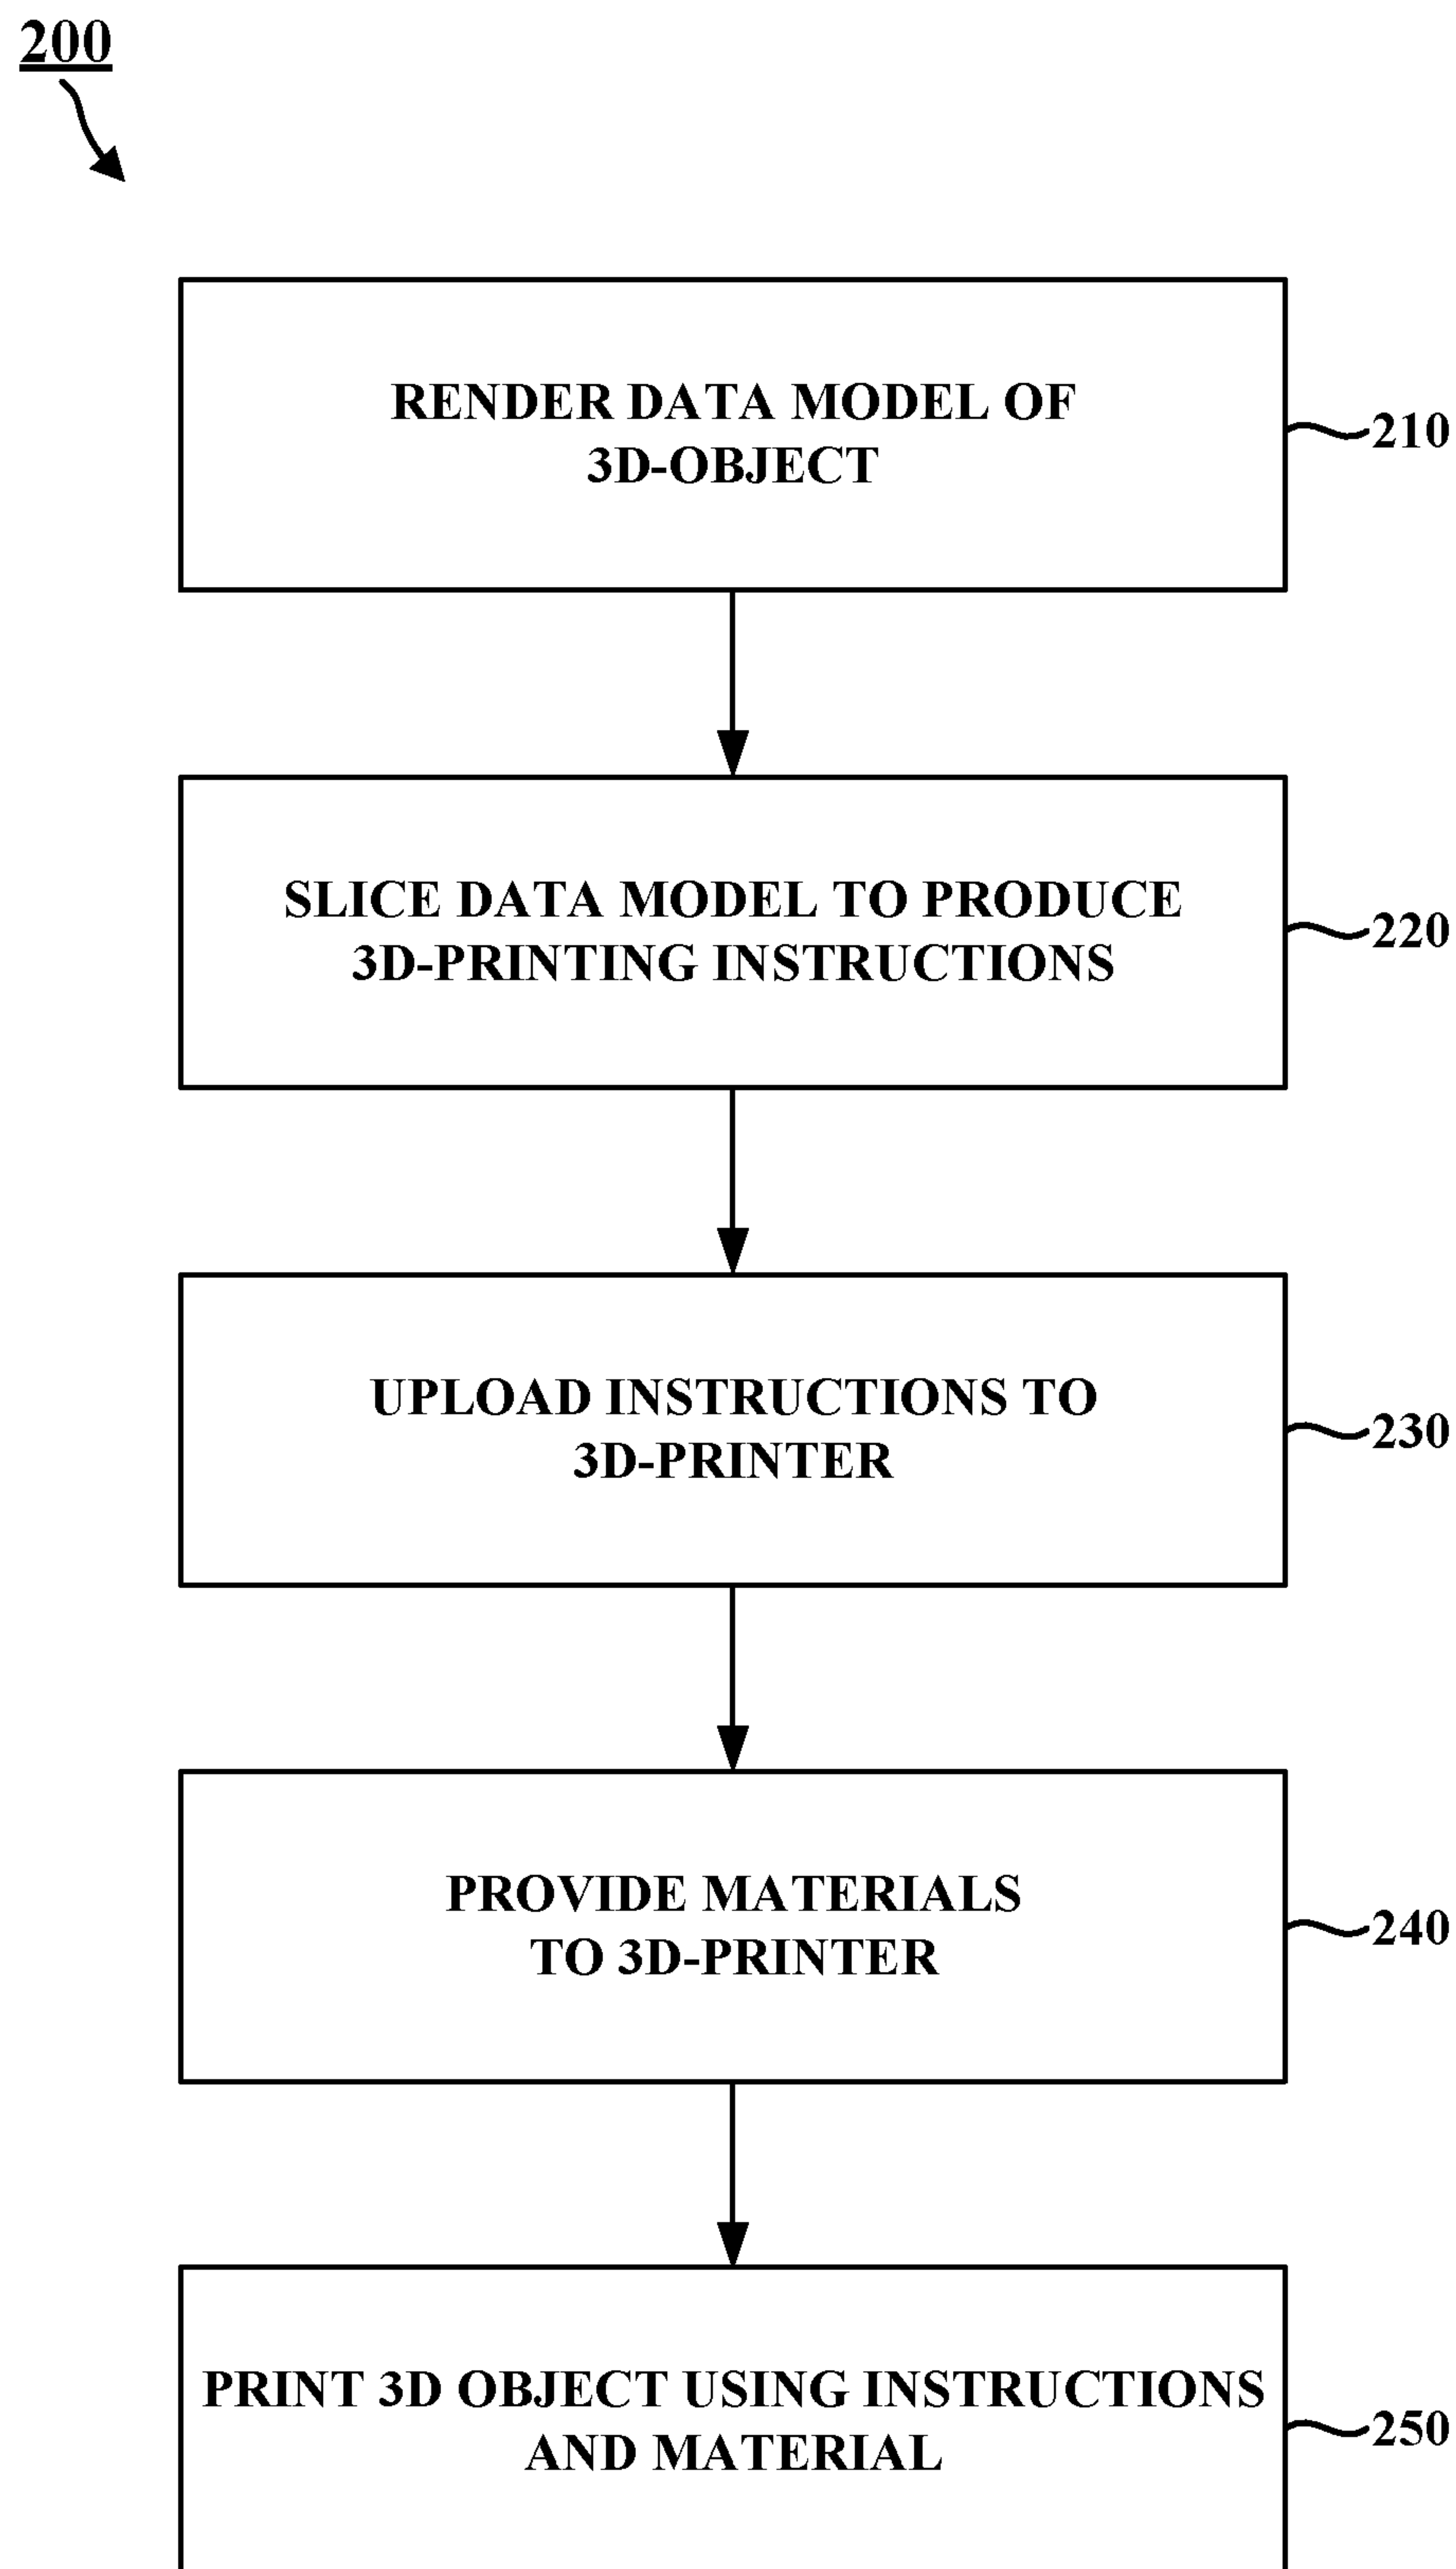 200
RENDER DATA MODEL OF
3D-OBJECT
210
SLICE DATA MODEL TO PRODUCE
3D-PRINTING INSTRUCTIONS
220
UPLOAD INSTRUCTIONS TO
3D-PRINTER
230
PROVIDE MATERIALS
TO 3D-PRINTER
240
PRINT 3D OBJECT USING INSTRUCTIONS
AND MATERIAL
250